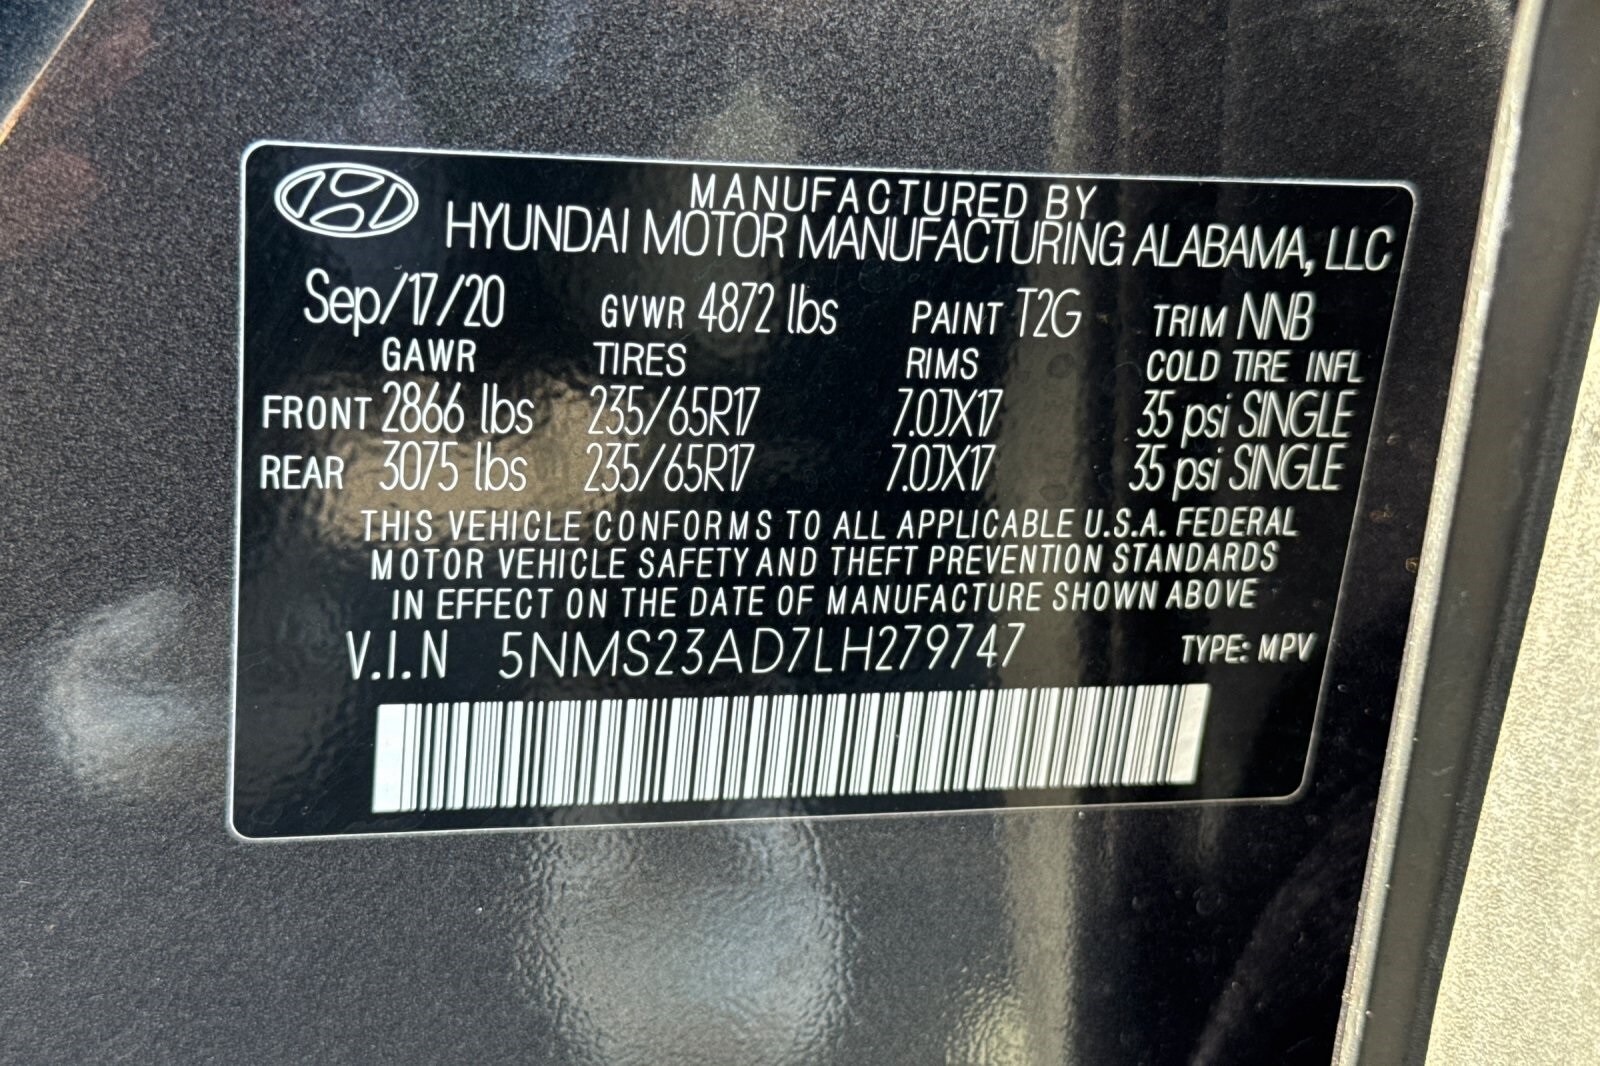 MANUFACTURED BY
HYUNDAI MOTOR MANUFACTURING ALABAMA, LLC
Sep/17/20 GVWR 4872 lbs PAINT T2G TRIM NNB
GAWR TIRES RIMS COLD TIRE INFL
FRONT 2866 lbs 235/65R17 7.0JX17 35 psi SINGLE
REAR 3075 lbs 235/65R17 7.0JX17 35 psi SINGLE
THIS VEHICLE CONFORMS TO ALL APPLICABLE U.S.A. FEDERAL
MOTOR VEHICLE SAFETY AND THEFT PREVENTION STANDARDS
IN EFFECT ON THE DATE OF MANUFACTURE SHOWN ABOVE
V.I.N 5NMS23AD7LH279747 TYPE: MPV